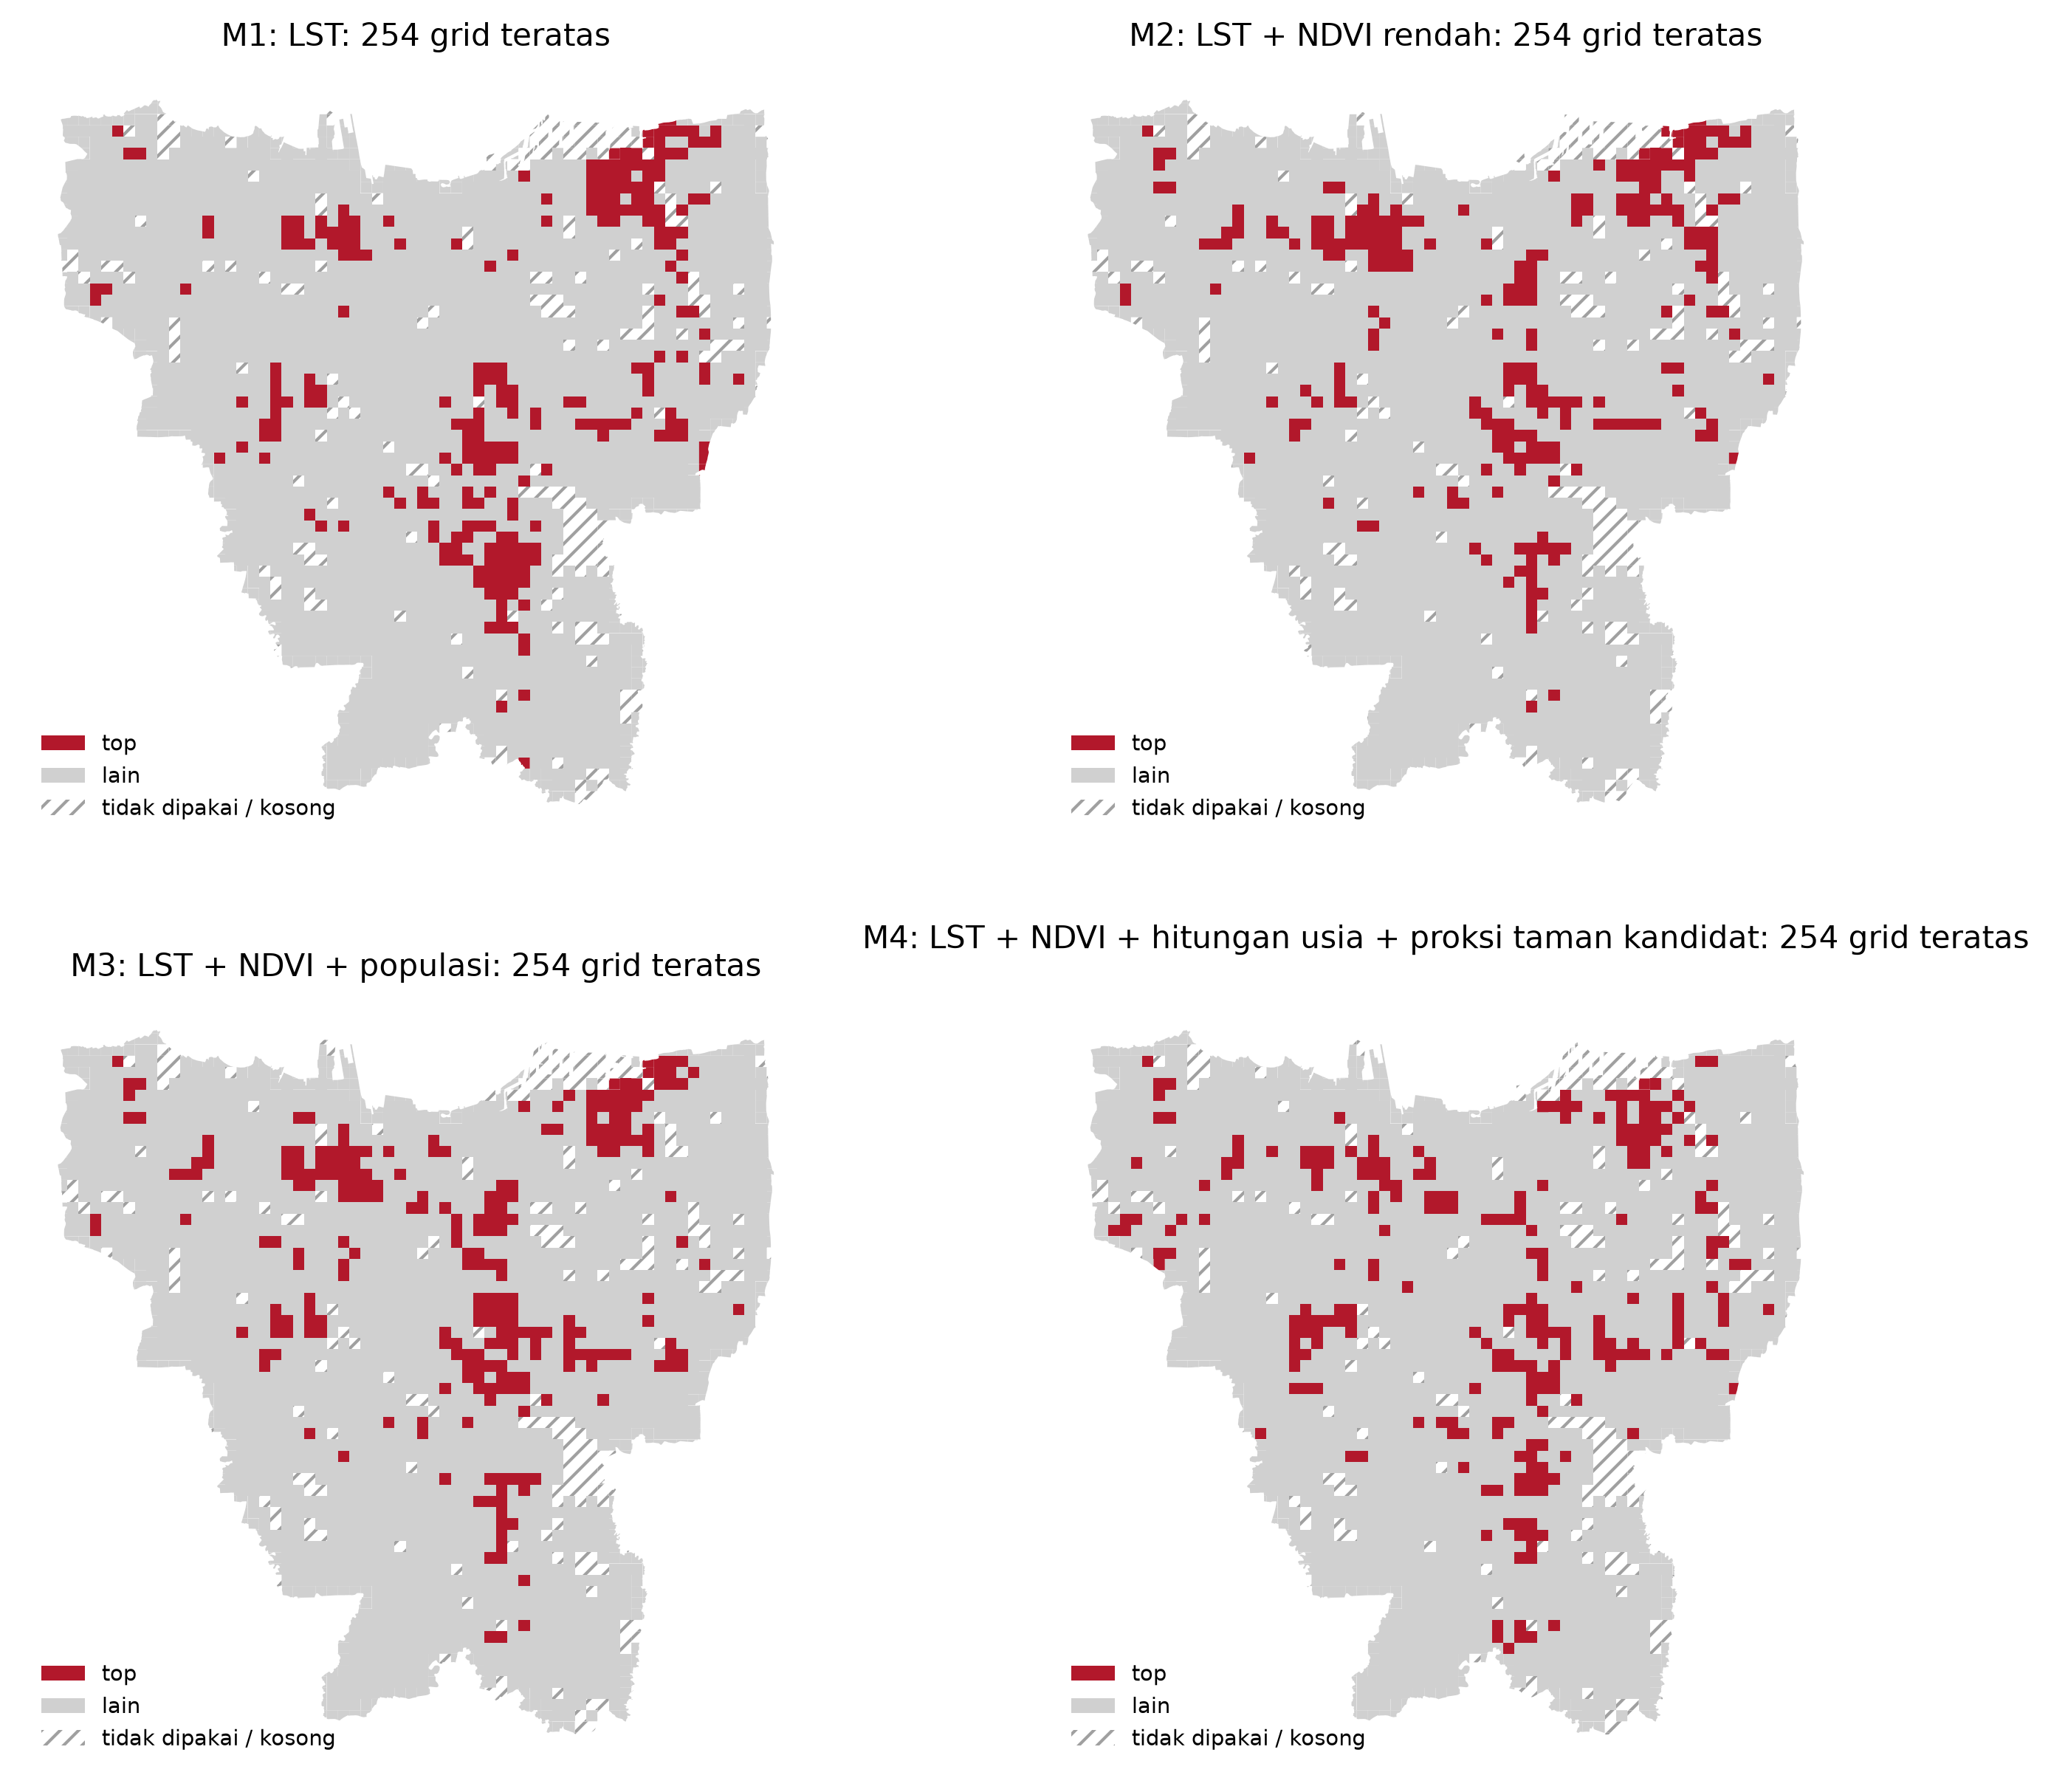 M1: LST: 254 grid teratas
top
lain
tidak dipakai / kosong
M2: LST + NDVI rendah: 254 grid teratas
top
lain
tidak dipakai / kosong
M3: LST + NDVI + populasi: 254 grid teratas
top
lain
tidak dipakai / kosong
M4: LST + NDVI + hitungan usia + proksi taman kandidat: 254 grid teratas
top
lain
tidak dipakai / kosong